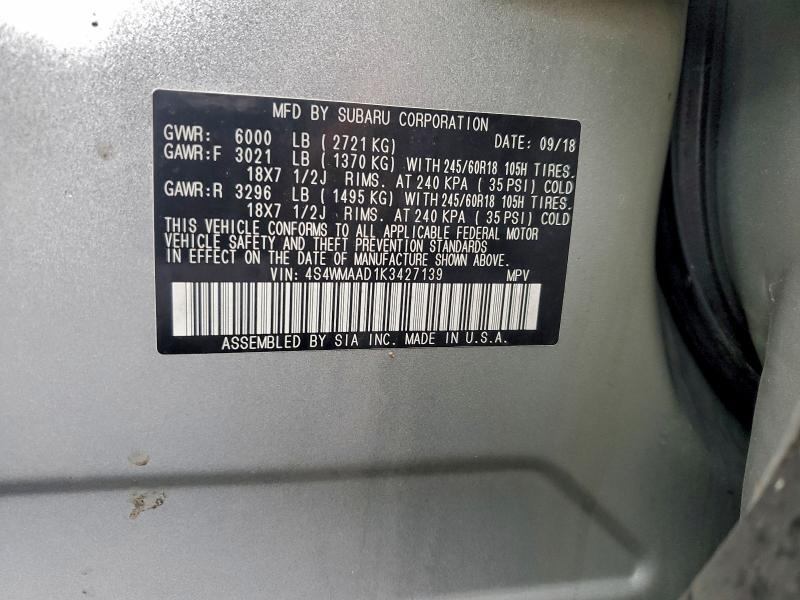 MFD BY SUBARU CORPORATION
GVWR: 6000 LB ( 2721 KG) DATE: 09/18
GAWR:F 3021 LB ( 1370 KG) WITH 245/60R18 105H TIRES.
18X7 1/2J RIMS. AT 240 KPA ( 35 PSI) COLD
GAWR:R 3296 LB ( 1495 KG) WITH 245/60R18 105H TIRES.
18X7 1/2J RIMS. AT 240 KPA ( 35 PSI) COLD
THIS VEHICLE CONFORMS TO ALL APPLICABLE FEDERAL MOTOR
VEHICLE SAFETY AND THEFT PREVENTION STANDARDS
IN EFFECT ON THE DATE OF MANUFACTURE SHOWN ABOVE.
VIN: 4S4WMAAD1K3427139 MPV
ASSEMBLED BY SIA INC. MADE IN U.S.A.